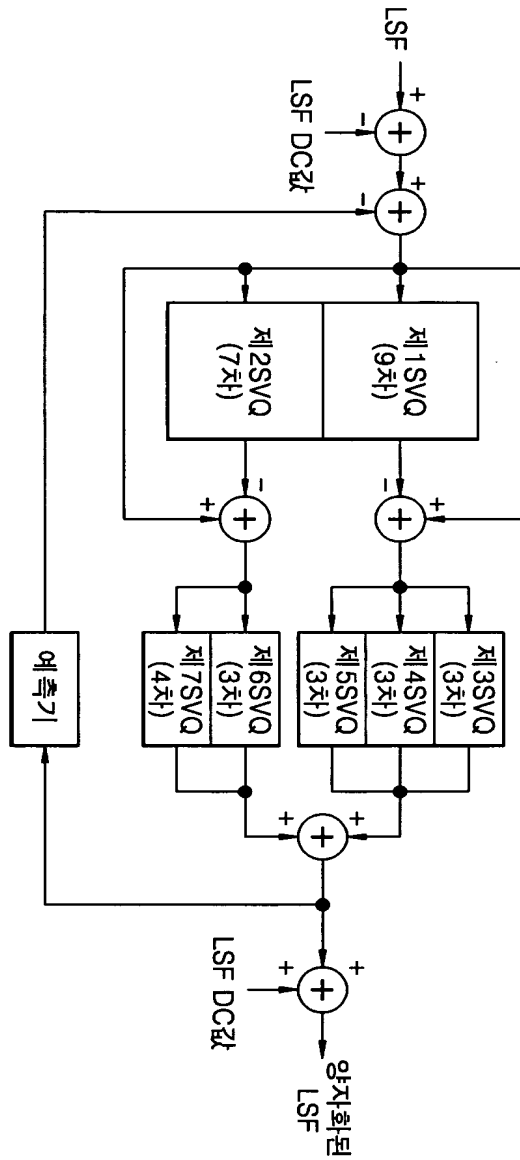 LSF
+
-
LSF DC값
+
-
제1SVQ
(9차)
제2SVQ
(7차)
-
+
-
+
제3SVQ
(3차)
제4SVQ
(3차)
제5SVQ
(3차)
제6SVQ
(3차)
제7SVQ
(4차)
예측기
+
+
+
+
LSF DC값
양자화된
LSF